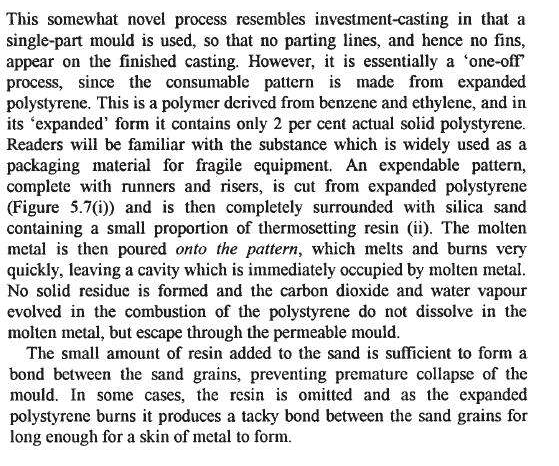 This somewhat novel process resembles investment-casting in that a
single-part mould is used, so that no parting lines, and hence no fins,
appear on the finished casting. However, it is essentially a ‘one-off’
process, since the consumable pattern is made from expanded
polystyrene. This is a polymer derived from benzene and ethylene, and in
its ‘expanded’ form it contains only 2 per cent actual solid polystyrene.
Readers will be familiar with the substance which is widely used as a
packaging material for fragile equipment. An expendable pattern,
complete with runners and risers, is cut from expanded polystyrene
(Figure 5.7(i)) and is then completely surrounded with silica sand
containing a small proportion of thermosetting resin (ii). The molten
metal is then poured onto the pattern, which melts and burns very
quickly, leaving a cavity which is immediately occupied by molten metal.
No solid residue is formed and the carbon dioxide and water vapour
evolved in the combustion of the polystyrene do not dissolve in the
molten metal, but escape through the permeable mould.
The small amount of resin added to the sand is sufficient to form a
bond between the sand grains, preventing premature collapse of the
mould. In some cases, the resin is omitted and as the expanded
polystyrene burns it produces a tacky bond between the sand grains for
long enough for a skin of metal to form.